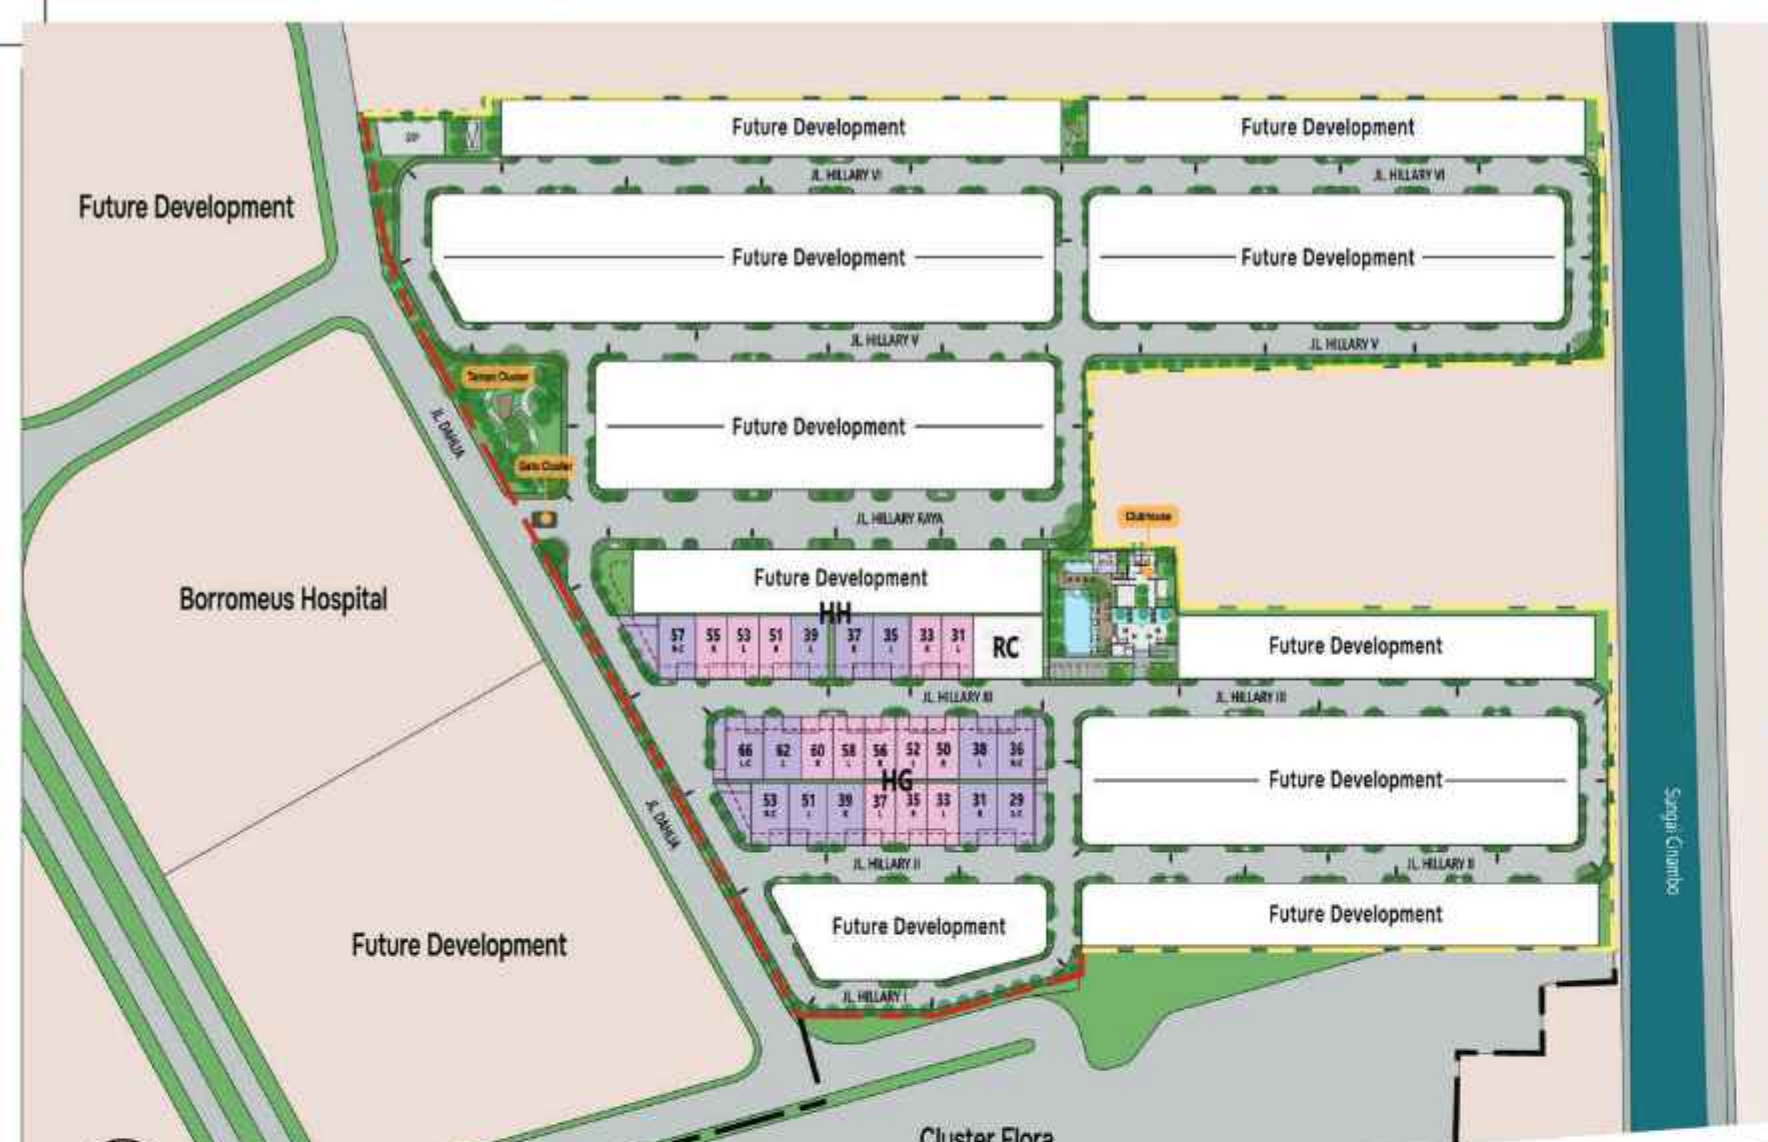 Future Development
Future Development
JL. HILLARY VI
JL. HILLARY VI
Future Development
Future Development
Future Development
JL. HILLARY V
JL. HILLARY V
Taman Cluster
JL. DAHLIA
Future Development
Gate Cluster
JL. HILLARY RAYA
Clubhouse
Future Development
Borromeus Hospital
HH
57 55 53 51 39 37 35 33 31
RC
Future Development
JL. HILLARY III
JL. HILLARY III
66 62 60 58 56 52 50 38 36
HG
Future Development
53 51 39 37 35 33 31 29
JL. DAHLIA
Sungai Cinambo
JL. HILLARY II
JL. HILLARY II
Future Development
Future Development
Future Development
JL. HILLARY I
Cluster Flora